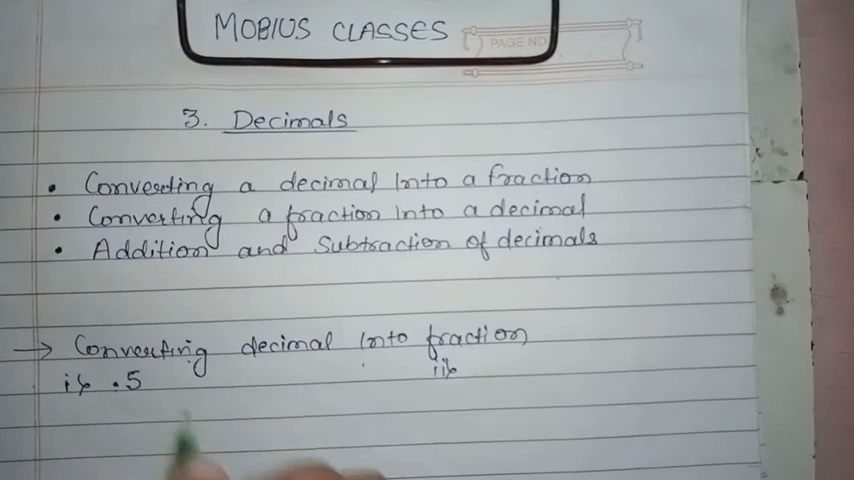 MOBIUS CLASSES
PAGE NO
3. Decimals
• Converting a decimal into a fraction
• Converting a fraction into a decimal
• Addition and Subtraction of decimals
→ Converting decimal into fraction
i) .5 ii)